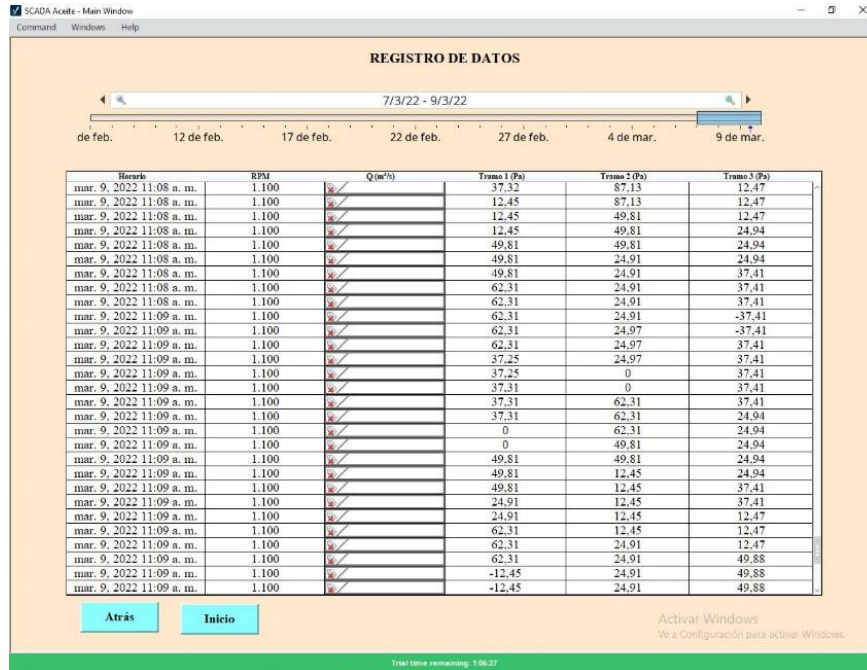 SCADA Aceite - Main Window
Command Windows Help
REGISTRO DE DATOS
7/3/22 - 9/3/22
de feb. 12 de feb. 17 de feb. 22 de feb. 27 de feb. 4 de mar. 9 de mar.
Horario RPM Q (m³/s) Tramo 1 (Pa) Tramo 2 (Pa) Tramo 3 (Pa)
mar. 9, 2022 11:08 a. m. 1.100 37,32 87,13 12,47
mar. 9, 2022 11:08 a. m. 1.100 12,45 87,13 12,47
mar. 9, 2022 11:08 a. m. 1.100 12,45 49,81 12,47
mar. 9, 2022 11:08 a. m. 1.100 12,45 49,81 24,94
mar. 9, 2022 11:08 a. m. 1.100 49,81 49,81 24,94
mar. 9, 2022 11:08 a. m. 1.100 49,81 24,91 24,94
mar. 9, 2022 11:08 a. m. 1.100 49,81 24,91 37,41
mar. 9, 2022 11:08 a. m. 1.100 62,31 24,91 37,41
mar. 9, 2022 11:08 a. m. 1.100 62,31 24,91 37,41
mar. 9, 2022 11:09 a. m. 1.100 62,31 24,91 -37,41
mar. 9, 2022 11:09 a. m. 1.100 62,31 24,97 -37,41
mar. 9, 2022 11:09 a. m. 1.100 62,31 24,97 37,41
mar. 9, 2022 11:09 a. m. 1.100 37,25 24,97 37,41
mar. 9, 2022 11:09 a. m. 1.100 37,25 0 37,41
mar. 9, 2022 11:09 a. m. 1.100 37,31 0 37,41
mar. 9, 2022 11:09 a. m. 1.100 37,31 62,31 37,41
mar. 9, 2022 11:09 a. m. 1.100 37,31 62,31 24,94
mar. 9, 2022 11:09 a. m. 1.100 0 62,31 24,94
mar. 9, 2022 11:09 a. m. 1.100 0 49,81 24,94
mar. 9, 2022 11:09 a. m. 1.100 49,81 49,81 24,94
mar. 9, 2022 11:09 a. m. 1.100 49,81 12,45 24,94
mar. 9, 2022 11:09 a. m. 1.100 49,81 12,45 37,41
mar. 9, 2022 11:09 a. m. 1.100 24,91 12,45 37,41
mar. 9, 2022 11:09 a. m. 1.100 24,91 12,45 12,47
mar. 9, 2022 11:09 a. m. 1.100 62,31 12,45 12,47
mar. 9, 2022 11:09 a. m. 1.100 62,31 24,91 12,47
mar. 9, 2022 11:09 a. m. 1.100 62,31 24,91 49,88
mar. 9, 2022 11:09 a. m. 1.100 -12,45 24,91 49,88
mar. 9, 2022 11:09 a. m. 1.100 -12,45 24,91 49,88
Atrás Inicio
Activar Windows
Ve a Configuración para activar Windows.
Trial time remaining: 1:06:27